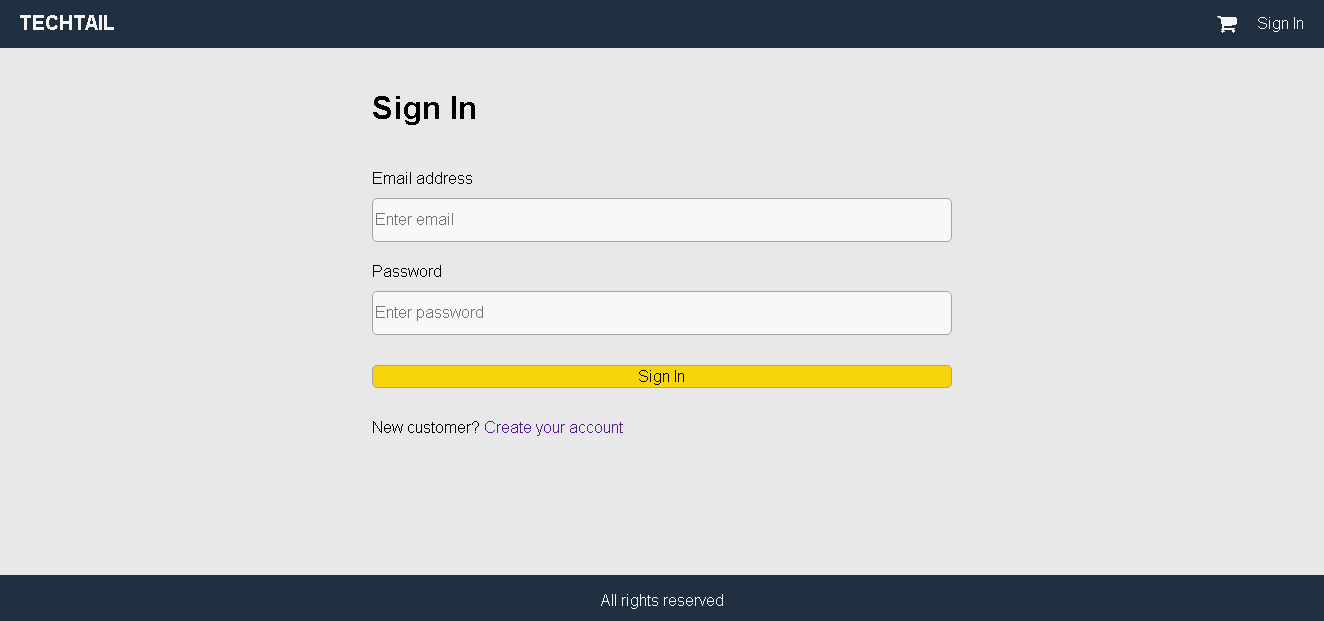 TECHTAIL
Sign In
Sign In
Email address
Enter email
Password
Enter password
Sign In
New customer? Create your account
All rights reserved